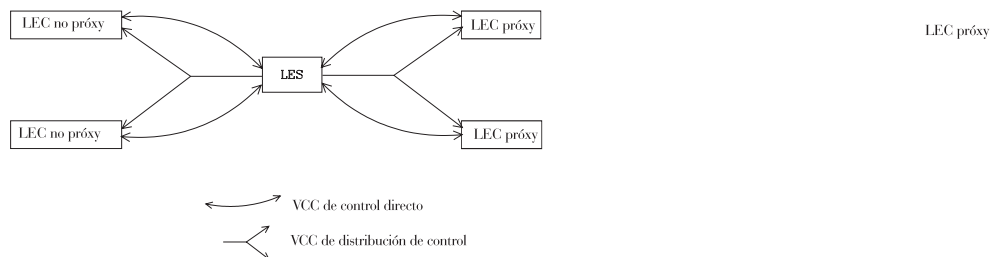 LEC no próxy
LEC próxy
LEC próxy
LES
LEC no próxy
LEC próxy
VCC de control directo
VCC de distribución de control